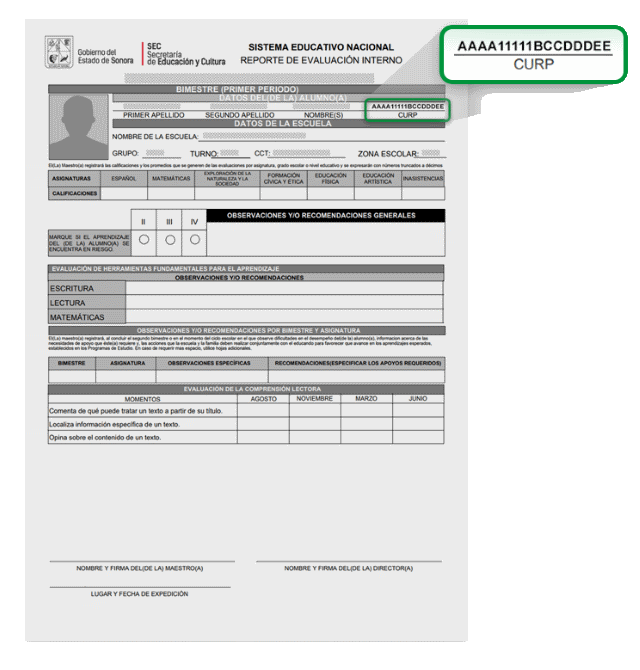 AAAA11111BCCDDDEE
CURP
Gobierno del
Estado de Sonora
SEC
Secretaría
de Educación y Cultura
SISTEMA EDUCATIVO NACIONAL
REPORTE DE EVALUACIÓN INTERNO
BIMESTRE (PRIMER PERIODO)
DATOS DEL(DE LA) ALUMNO(A)
AAAA11111BCCDDDEE
PRIMER APELLIDO SEGUNDO APELLIDO NOMBRE(S) CURP
DATOS DE LA ESCUELA
NOMBRE DE LA ESCUELA:
GRUPO: TURNO: CCT: ZONA ESCOLAR:
El(La) Maestro(a) registrará las calificaciones y los promedios que se generen de las evaluaciones por asignatura, grado escolar o nivel educativo y se expresarán con números truncados a décimos
ASIGNATURAS ESPAÑOL MATEMÁTICAS EXPLORACIÓN DE LA NATURALEZA Y LA SOCIEDAD FORMACIÓN CÍVICA Y ÉTICA EDUCACIÓN FÍSICA EDUCACIÓN ARTÍSTICA INASISTENCIAS
CALIFICACIONES
II III IV
OBSERVACIONES Y/O RECOMENDACIONES GENERALES
MARQUE SI EL APRENDIZAJE
DEL (DE LA) ALUMNO(A) SE
ENCUENTRA EN RIESGO
EVALUACIÓN DE HERRAMIENTAS FUNDAMENTALES PARA EL APRENDIZAJE
OBSERVACIONES Y/O RECOMENDACIONES
ESCRITURA
LECTURA
MATEMÁTICAS
OBSERVACIONES Y/O RECOMENDACIONES POR BIMESTRE Y ASIGNATURA
El(La) maestro(a) registrará, al concluir el segundo bimestre o en el momento del ciclo escolar en el que observe dificultades en el desempeño del(de la) alumno(a), información acerca de las
necesidades de apoyo que éste(a) requiere y, las acciones que la escuela y la familia deben realizar conjuntamente con el educando para favorecer que avance en los aprendizajes esperados,
establecidos en los Programas de Estudio. En caso de requerir mas espacio, utilice hojas adicionales.
BIMESTRE ASIGNATURA OBSERVACIONES ESPECÍFICAS RECOMENDACIONES(ESPECIFICAR LOS APOYOS REQUERIDOS)
EVALUACIÓN DE LA COMPRENSIÓN LECTORA
MOMENTOS AGOSTO NOVIEMBRE MARZO JUNIO
Comenta de qué puede tratar un texto a partir de su título.
Localiza información específica de un texto.
Opina sobre el contenido de un texto.
NOMBRE Y FIRMA DEL(DE LA) MAESTRO(A) NOMBRE Y FIRMA DEL(DE LA) DIRECTOR(A)
LUGAR Y FECHA DE EXPEDICIÓN